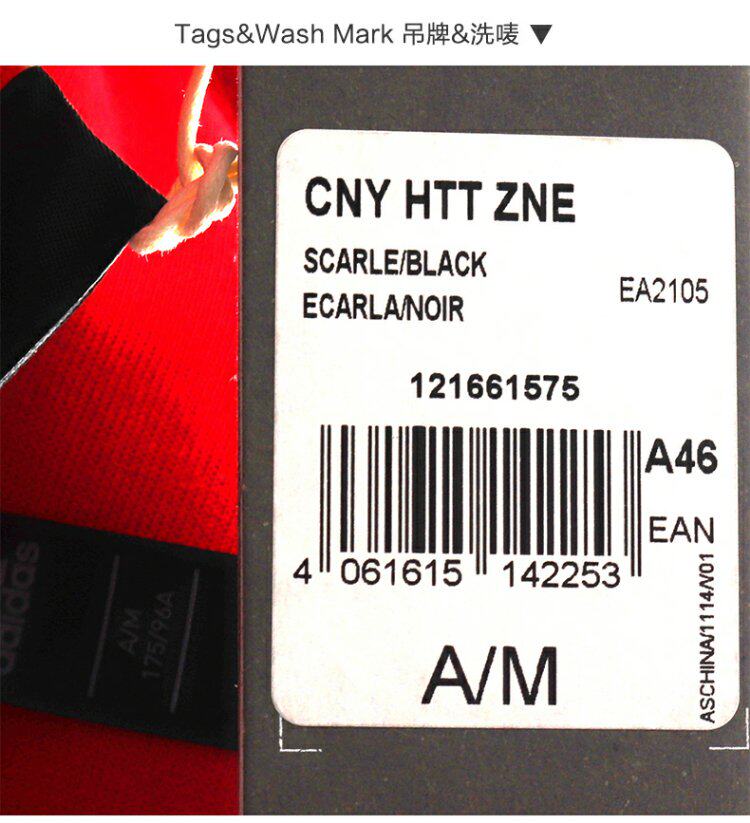 Tags&Wash Mark 吊牌&洗唛 ▼
CNY HTT ZNE
SCARLE/BLACK
ECARLA/NOIR
EA2105
121661575
A46
EAN
4 061615 142253
A/M
ASCHINA/1114/V01
adidas
A/M
175/96A